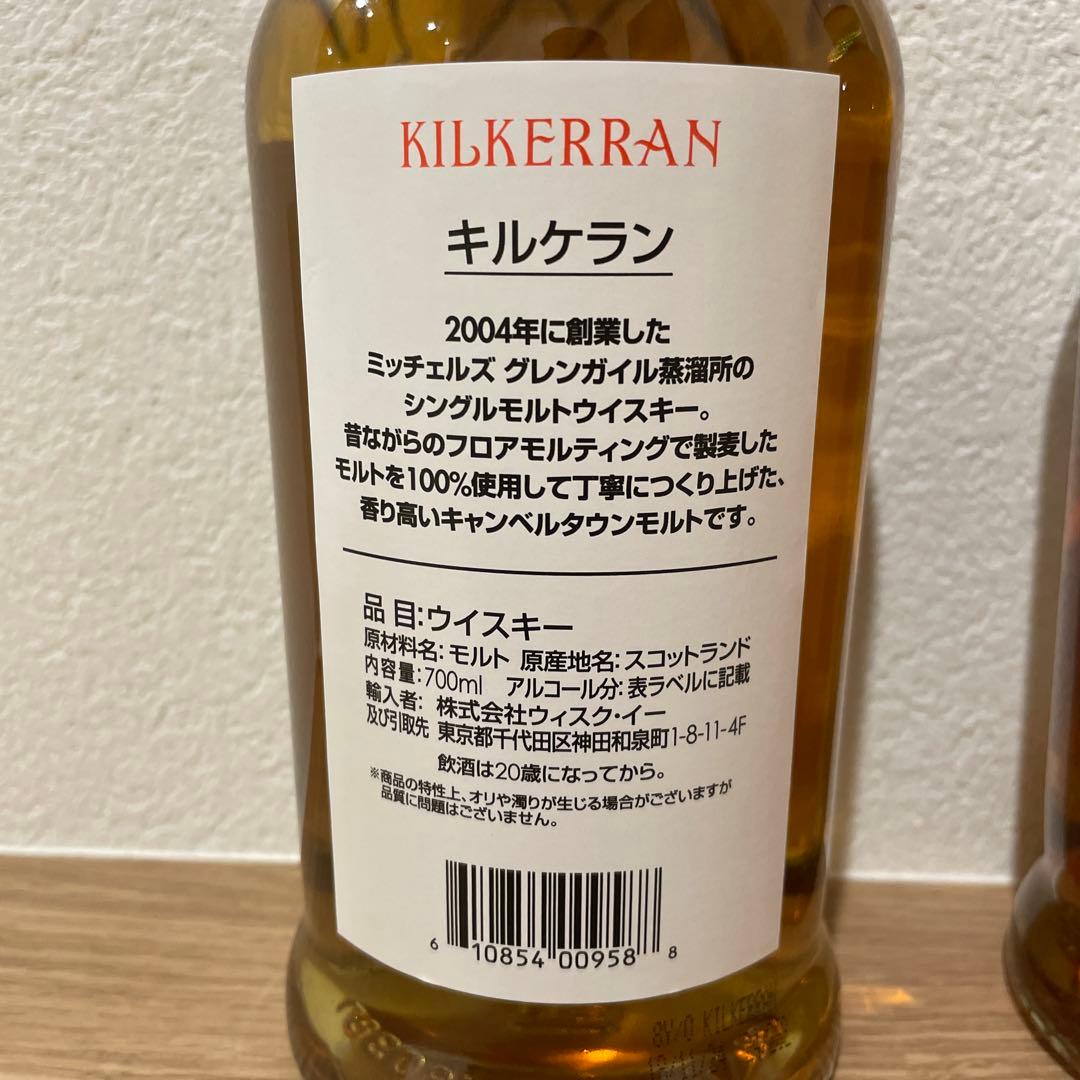 KILKERRAN
キルケラン
2004年に創業した
ミッチェルズ グレンガイル蒸溜所の
シングルモルトウイスキー。
昔ながらのフロアモルティングで製麦した
モルトを100%使用して丁寧につくり上げた、
香り高いキャンベルタウンモルトです。
品 目:ウイスキー
原材料名:モルト 原産地名:スコットランド
内容量:700ml アルコール分:表ラベルに記載
輸入者: 株式会社ウィスク・イー
及び引取先 東京都千代田区神田和泉町1-8-11-4F
飲酒は20歳になってから。
※商品の特性上、オリや濁りが生じる場合がございますが
品質に問題はございません。
6 10854 00958 8
8Y/O KILKERRAN